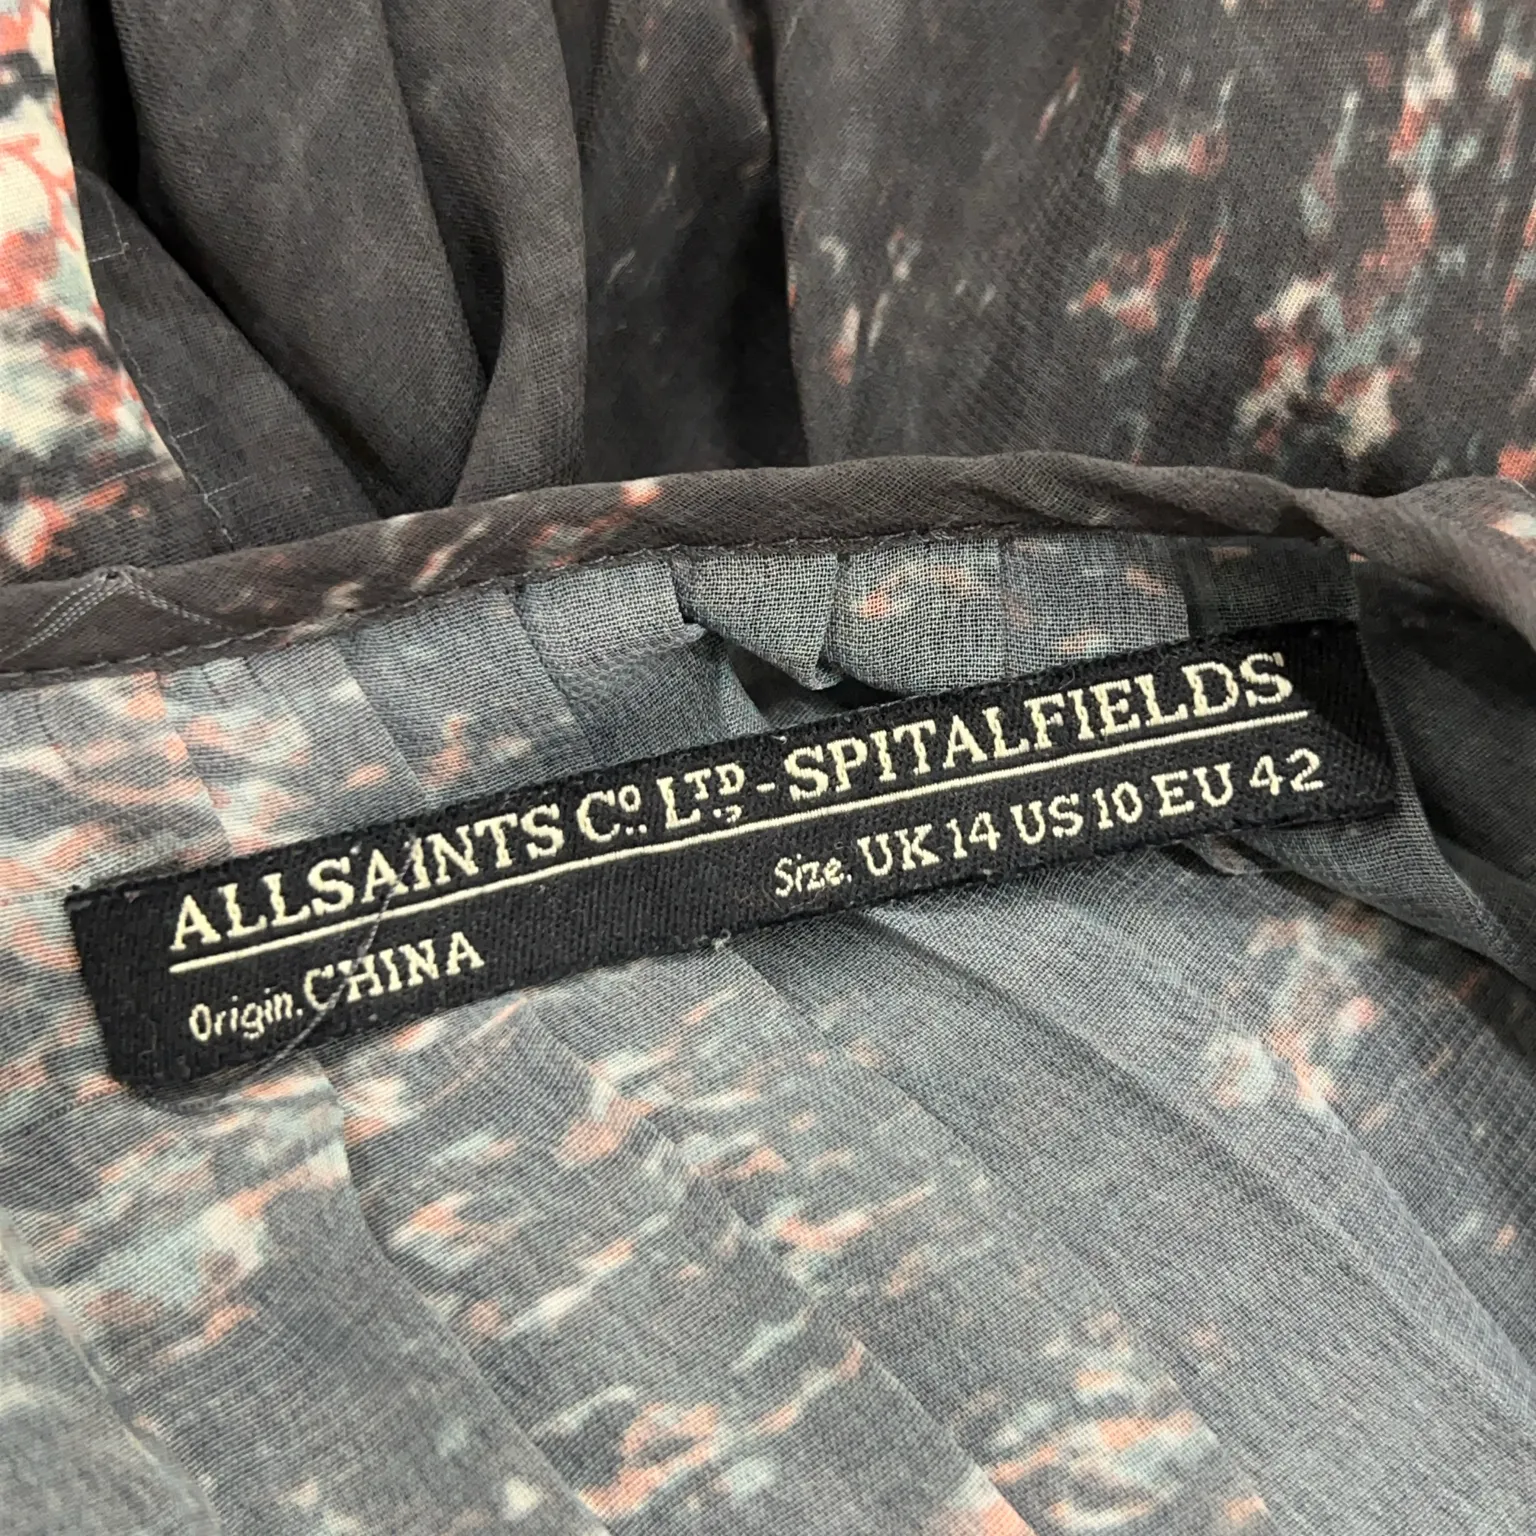 ALLSAINTS Cº. LTD. - SPITALFIELDS
Size. UK 14 US 10 EU 42
Origin. CHINA